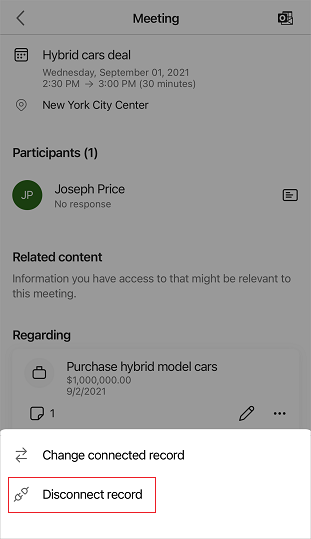 Meeting
Hybrid cars deal
Wednesday, September 01, 2021
2:30 PM → 3:00 PM (30 minutes)
New York City Center
Participants (1)
JP
Joseph Price
No response
Related content
Information you have access to that might be relevant to
this meeting.
Regarding
Purchase hybrid model cars
$1,000,000.00
9/2/2021
1
Change connected record
Disconnect record